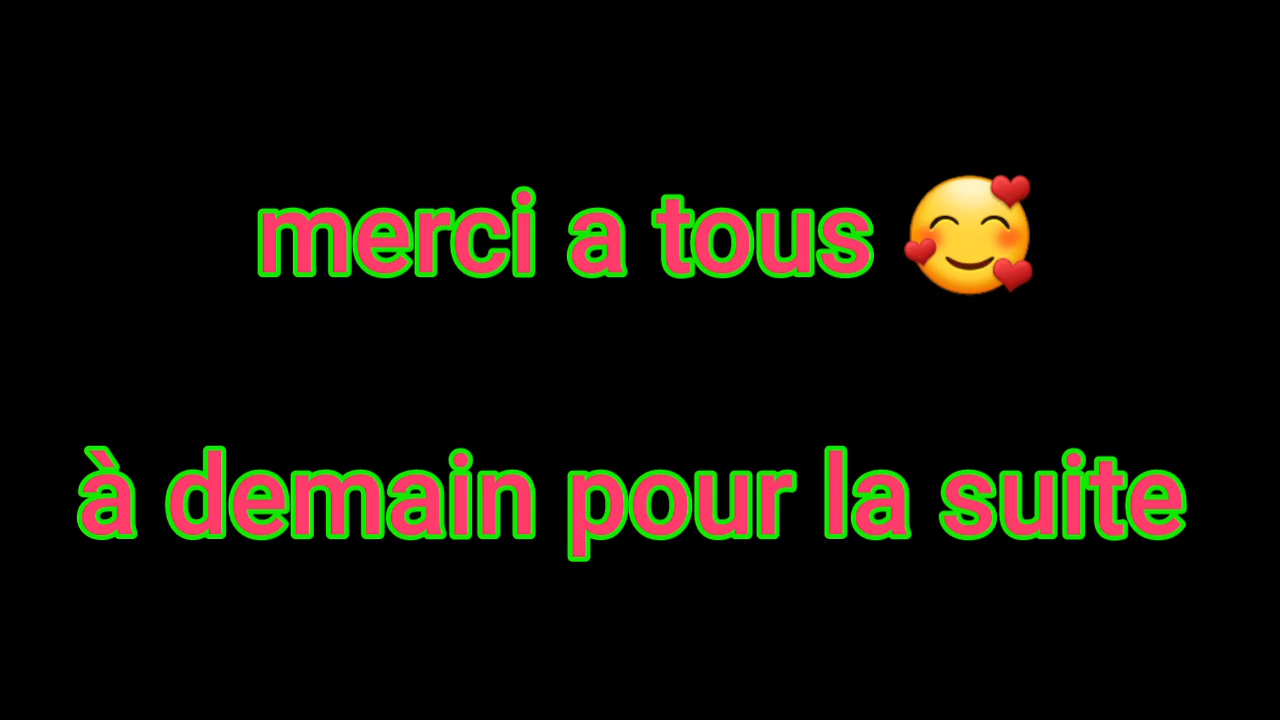 merci a tous 🥰
à demain pour la suite